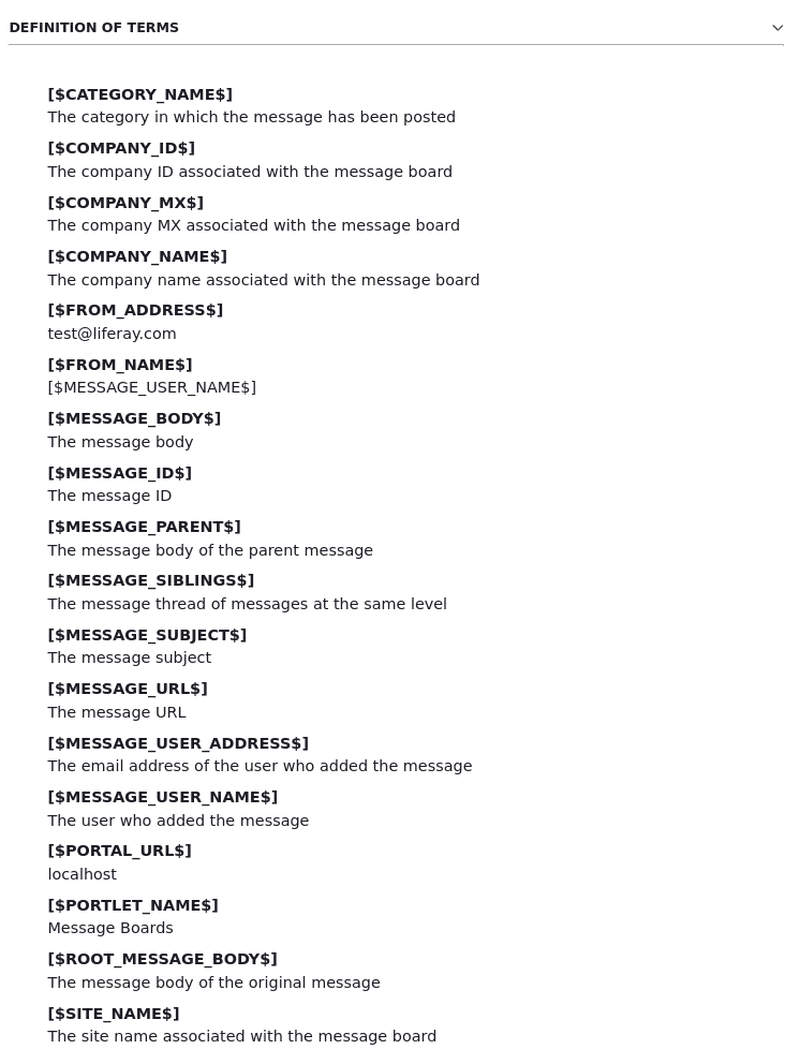 DEFINITION OF TERMS
[$CATEGORY_NAME$]
The category in which the message has been posted
[$COMPANY_ID$]
The company ID associated with the message board
[$COMPANY_MX$]
The company MX associated with the message board
[$COMPANY_NAME$]
The company name associated with the message board
[$FROM_ADDRESS$]
test@liferay.com
[$FROM_NAME$]
[$MESSAGE_USER_NAME$]
[$MESSAGE_BODY$]
The message body
[$MESSAGE_ID$]
The message ID
[$MESSAGE_PARENT$]
The message body of the parent message
[$MESSAGE_SIBLINGS$]
The message thread of messages at the same level
[$MESSAGE_SUBJECT$]
The message subject
[$MESSAGE_URL$]
The message URL
[$MESSAGE_USER_ADDRESS$]
The email address of the user who added the message
[$MESSAGE_USER_NAME$]
The user who added the message
[$PORTAL_URL$]
localhost
[$PORTLET_NAME$]
Message Boards
[$ROOT_MESSAGE_BODY$]
The message body of the original message
[$SITE_NAME$]
The site name associated with the message board